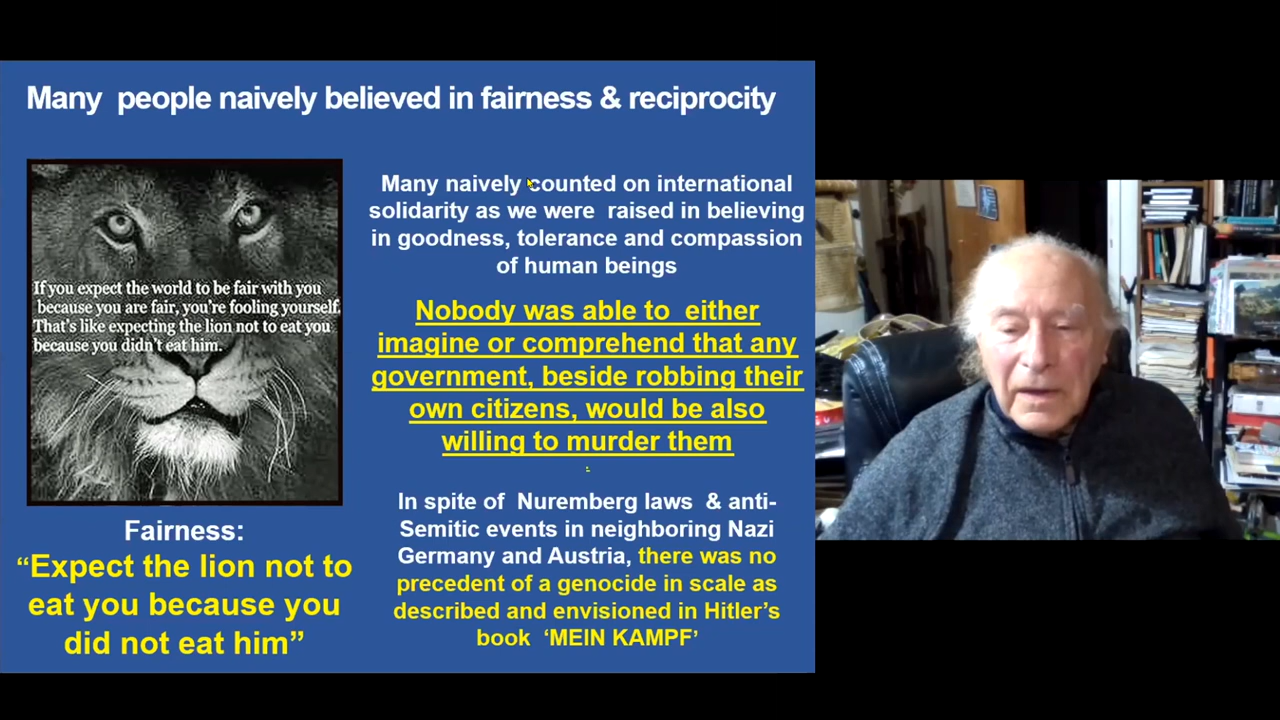 Many people naively believed in fairness & reciprocity
If you expect the world to be fair with you
because you are fair, you're fooling yourself.
That's like expecting the lion not to eat you
because you didn't eat him.
Fairness:
“Expect the lion not to
eat you because you
did not eat him”
Many naively counted on international
solidarity as we were raised in believing
in goodness, tolerance and compassion
of human beings
Nobody was able to either
imagine or comprehend that any
government, beside robbing their
own citizens, would be also
willing to murder them
.
In spite of Nuremberg laws & anti-
Semitic events in neighboring Nazi
Germany and Austria, there was no
precedent of a genocide in scale as
described and envisioned in Hitler’s
book ‘MEIN KAMPF’